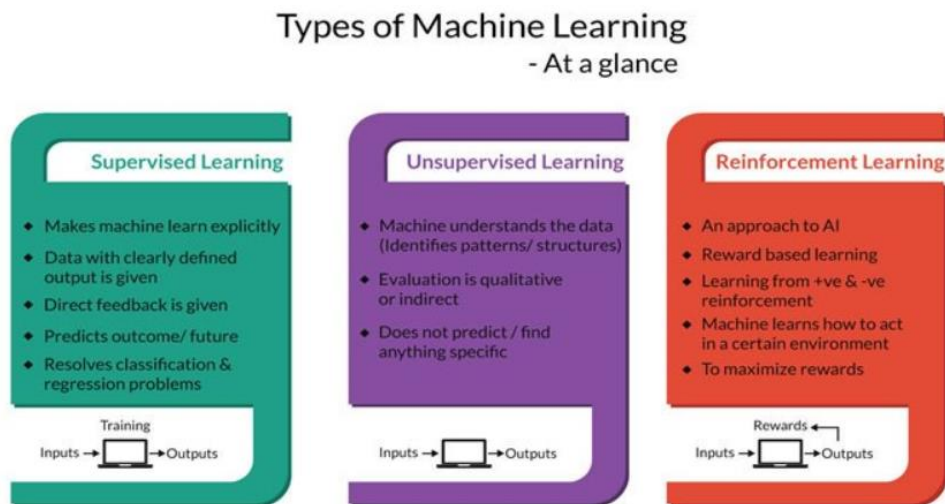 Types of Machine Learning
- At a glance
Supervised Learning
◆ Makes machine learn explicitly
◆ Data with clearly defined
output is given
◆ Direct feedback is given
◆ Predicts outcome/ future
◆ Resolves classification &
regression problems
Training
Inputs → → Outputs
Unsupervised Learning
◆ Machine understands the data
(Identifies patterns/ structures)
◆ Evaluation is qualitative
or indirect
◆ Does not predict / find
anything specific
Inputs → → Outputs
Reinforcement Learning
◆ An approach to AI
◆ Reward based learning
◆ Learning from +ve & -ve
reinforcement
◆ Machine learns how to act
in a certain environment
◆ To maximize rewards
Rewards
Inputs → → Outputs